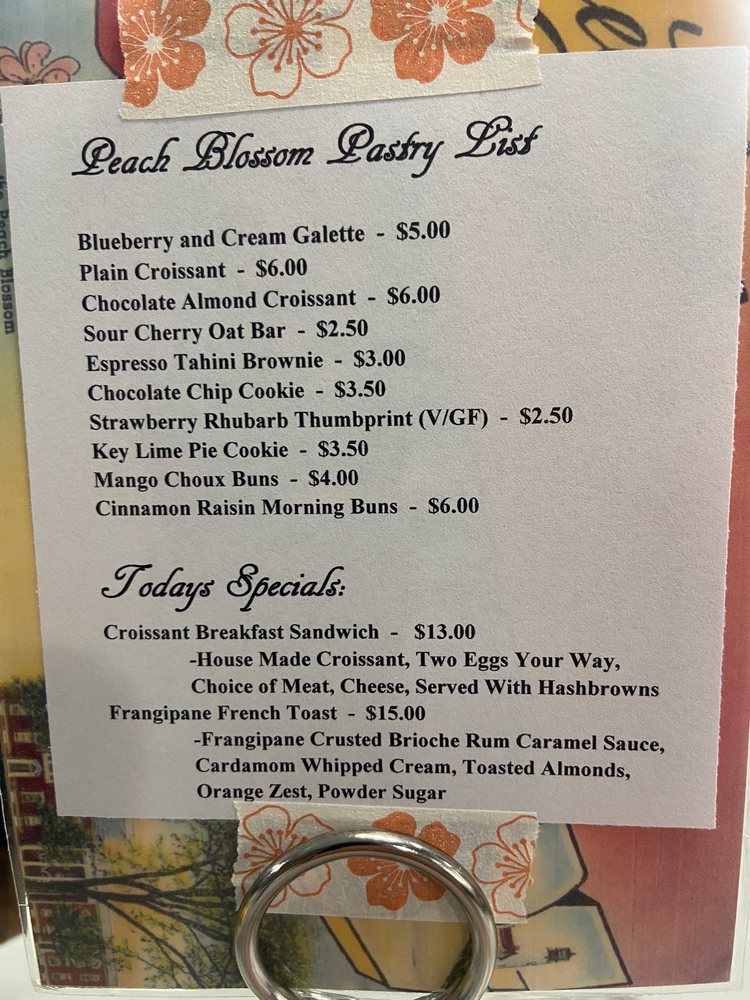 Peach Blossom Pastry List
Blueberry and Cream Galette - $5.00
Plain Croissant - $6.00
Chocolate Almond Croissant - $6.00
Sour Cherry Oat Bar - $2.50
Espresso Tahini Brownie - $3.00
Chocolate Chip Cookie - $3.50
Strawberry Rhubarb Thumbprint (V/GF) - $2.50
Key Lime Pie Cookie - $3.50
Mango Choux Buns - $4.00
Cinnamon Raisin Morning Buns - $6.00
Todays Specials:
Croissant Breakfast Sandwich - $13.00
-House Made Croissant, Two Eggs Your Way,
Choice of Meat, Cheese, Served With Hashbrowns
Frangipane French Toast - $15.00
-Frangipane Crusted Brioche Rum Caramel Sauce,
Cardamom Whipped Cream, Toasted Almonds,
Orange Zest, Powder Sugar
Peach Blossom